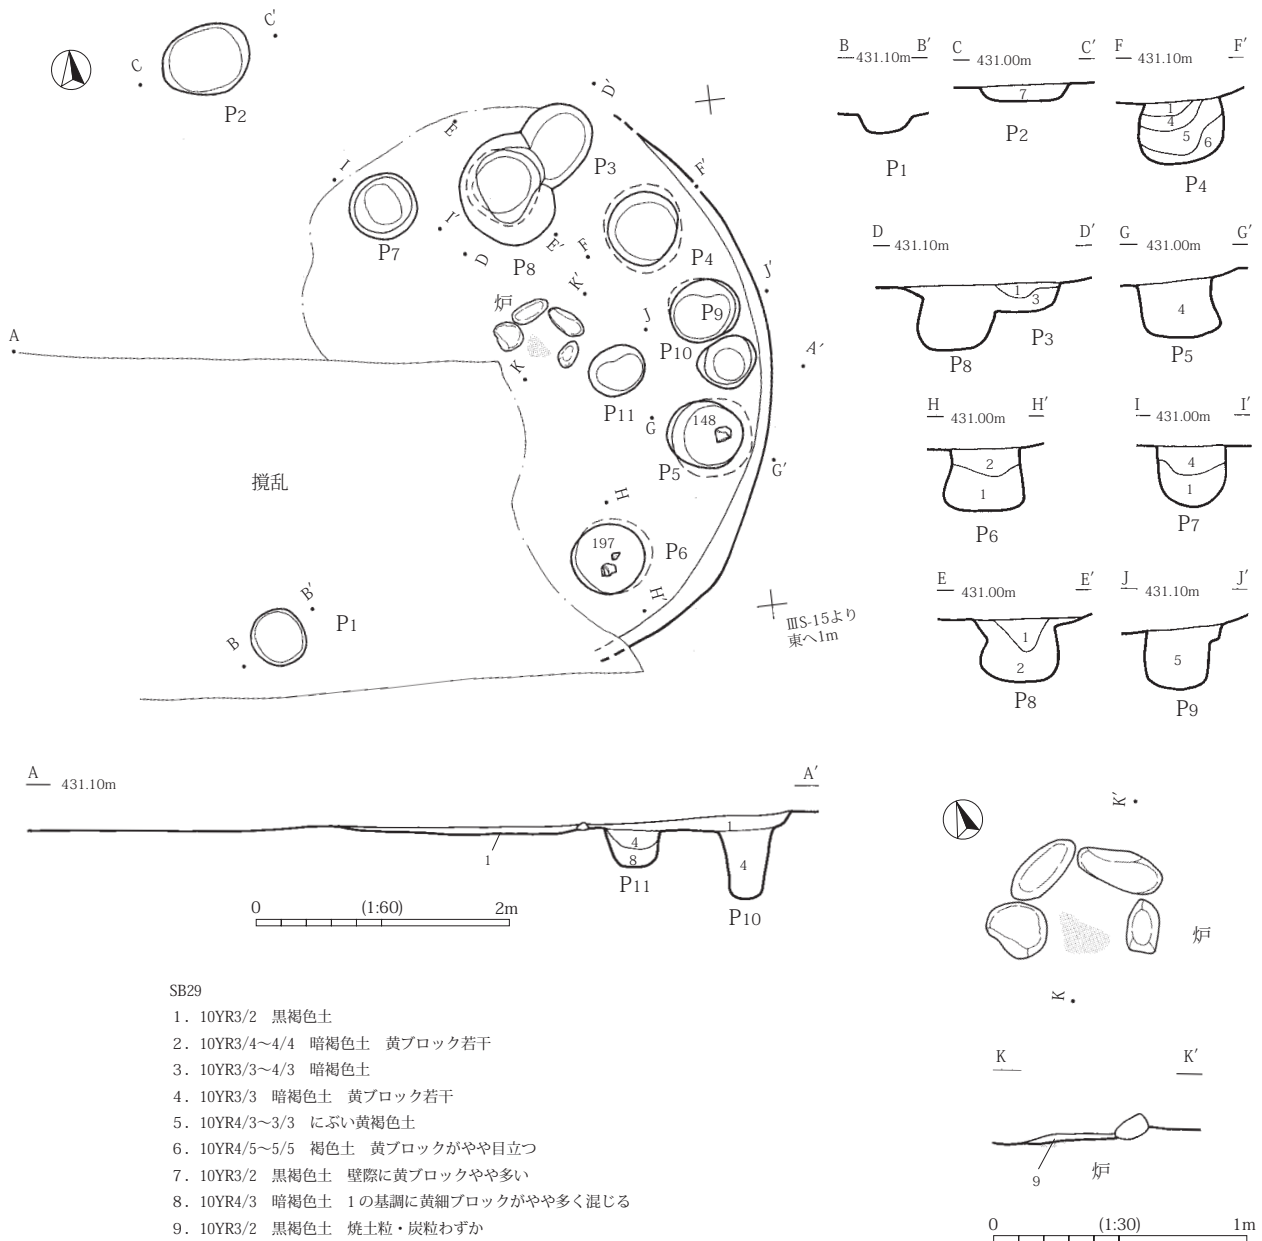 C C′
P2
D′
E
P3
F′
I
I′
P7
D
P8
E′
F
P4
K′
炉
J
J′
P9
P10
A
A′
K
P11
G
148
P5
G′
撹乱
H
197
P6
H′
B B′
P1
ⅢS-15より
東へ1m
B 431.10m B′
P1
C 431.00m C′
7
P2
F 431.10m F′
1
4
5
6
P4
D 431.10m D′
1
3
P3
P8
G 431.00m G′
4
P5
H 431.00m H′
2
1
P6
I 431.00m I′
4
1
P7
E 431.00m E′
1
2
P8
J 431.10m J′
5
P9
A 431.10m A′
1
1
4
8
P11
4
P10
0 (1:60) 2m
K′
炉
K
K K′
9
炉
0 (1:30) 1m
SB29
1．10YR3/2　黒褐色土
2．10YR3/4～4/4　暗褐色土　黄ブロック若干
3．10YR3/3～4/3　暗褐色土
4．10YR3/3　暗褐色土　黄ブロック若干
5．10YR4/3～3/3　にぶい黄褐色土
6．10YR4/5～5/5　褐色土　黄ブロックがやや目立つ
7．10YR3/2　黒褐色土　壁際に黄ブロックやや多い
8．10YR4/3　暗褐色土　1の基調に黄細ブロックがやや多く混じる
9．10YR3/2　黒褐色土　焼土粒・炭粒わずか